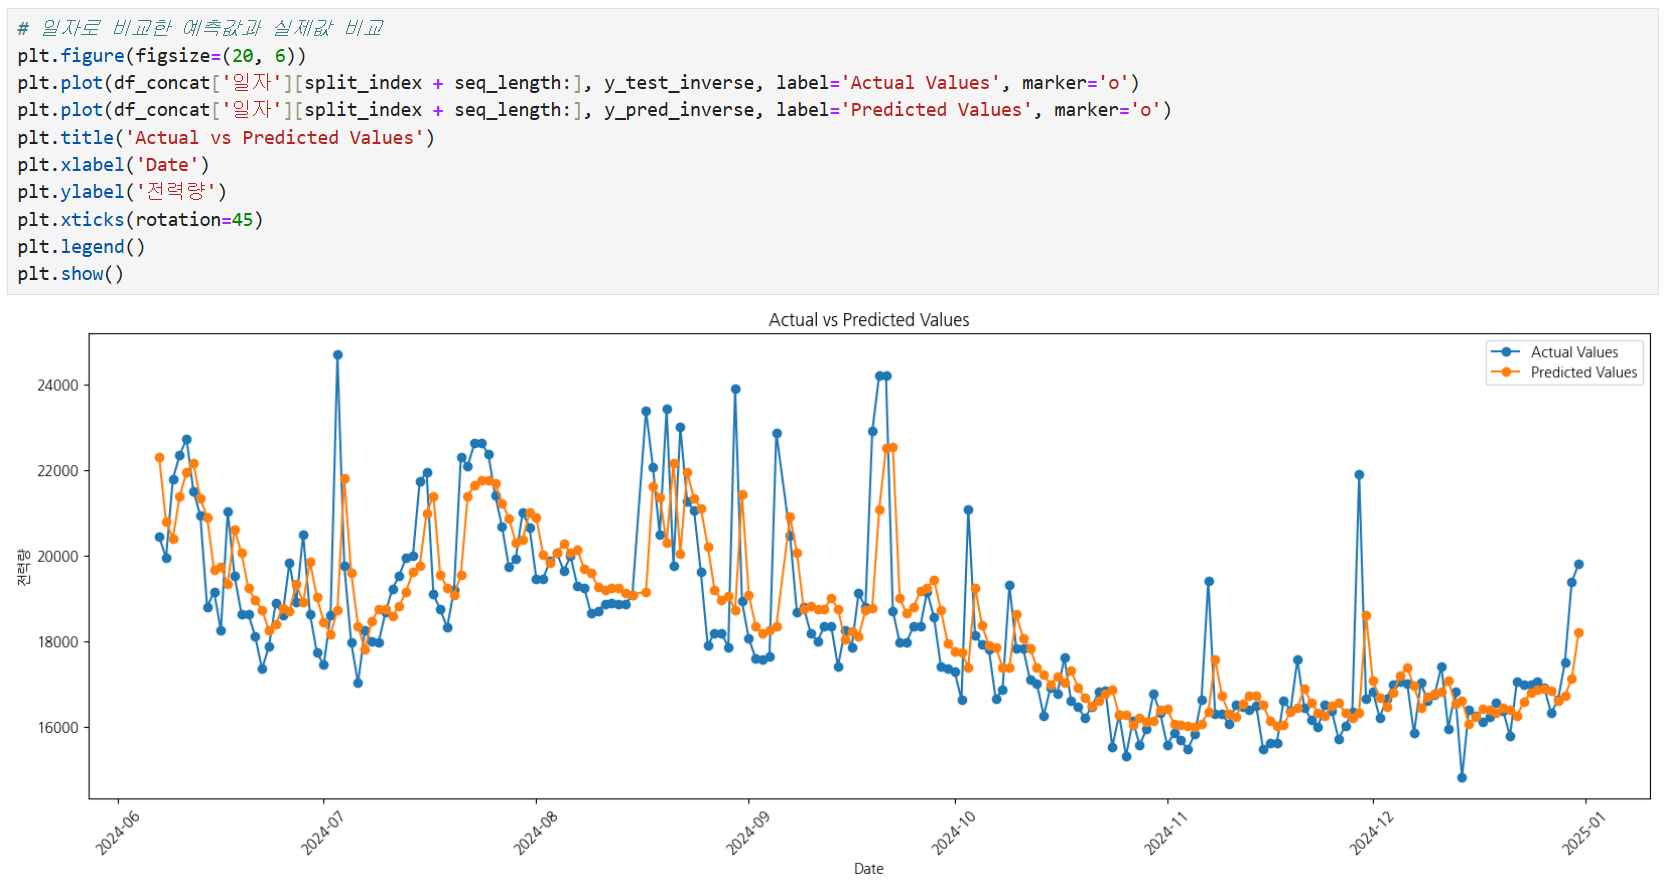 # 일자로 비교한 예측값과 실제값 비교
plt.figure(figsize=(20, 6))
plt.plot(df_concat['일자'][split_index + seq_length:], y_test_inverse, label='Actual Values', marker='o')
plt.plot(df_concat['일자'][split_index + seq_length:], y_pred_inverse, label='Predicted Values', marker='o')
plt.title('Actual vs Predicted Values')
plt.xlabel('Date')
plt.ylabel('전력량')
plt.xticks(rotation=45)
plt.legend()
plt.show()
Actual vs Predicted Values
Actual Values
Predicted Values
24000
22000
20000
18000
16000
전력량
2024-06
2024-07
2024-08
2024-09
2024-10
2024-11
2024-12
2025-01
Date